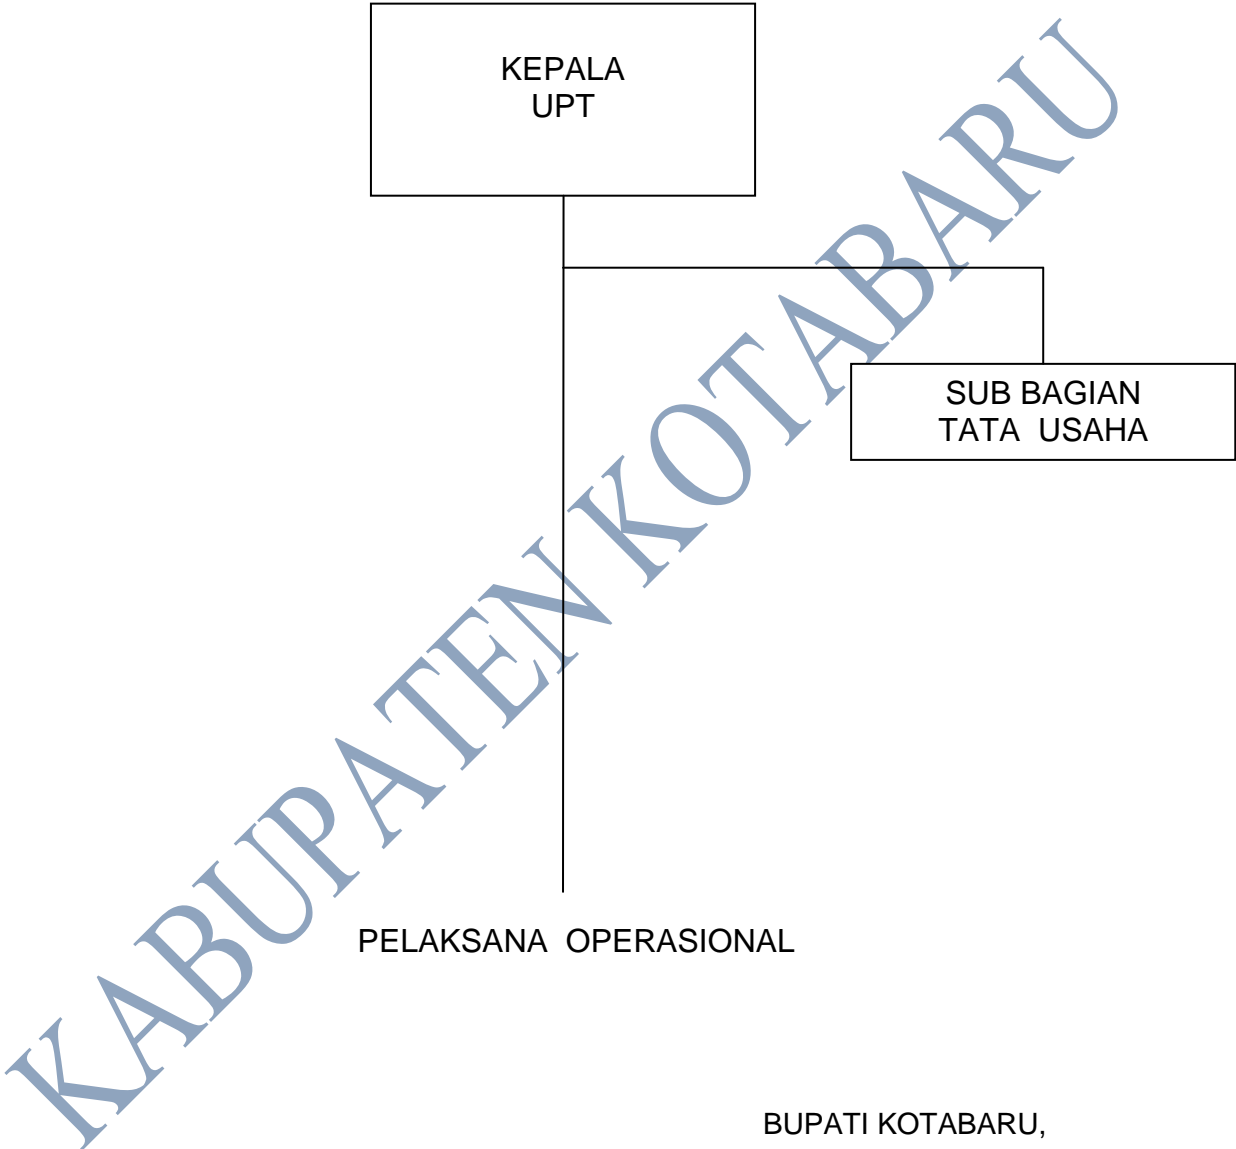 KEPALA
UPT
SUB BAGIAN
TATA USAHA
KABUPATEN KOTABARU
PELAKSANA OPERASIONAL
BUPATI KOTABARU,